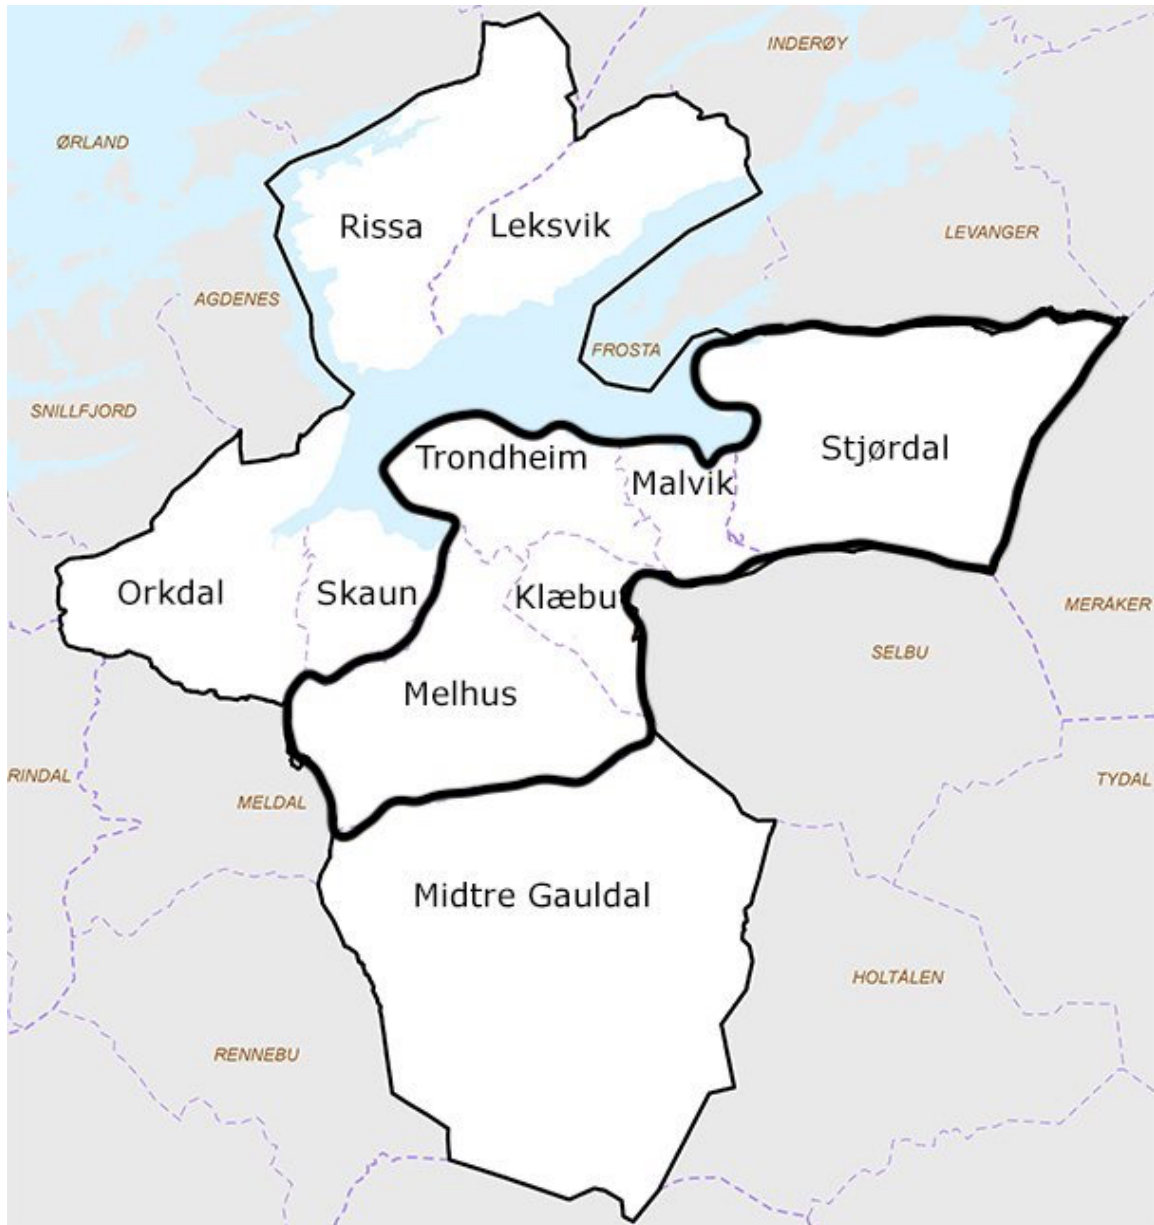 INDERØY
ØRLAND
Rissa
Leksvik
LEVANGER
AGDENES
FROSTA
SNILLFJORD
Trondheim
Stjørdal
Malvik
Orkdal
Skaun
Klæbu
MERÅKER
SELBU
Melhus
RINDAL
MELDAL
TYDAL
Midtre Gauldal
HOLTÅLEN
RENNEBU